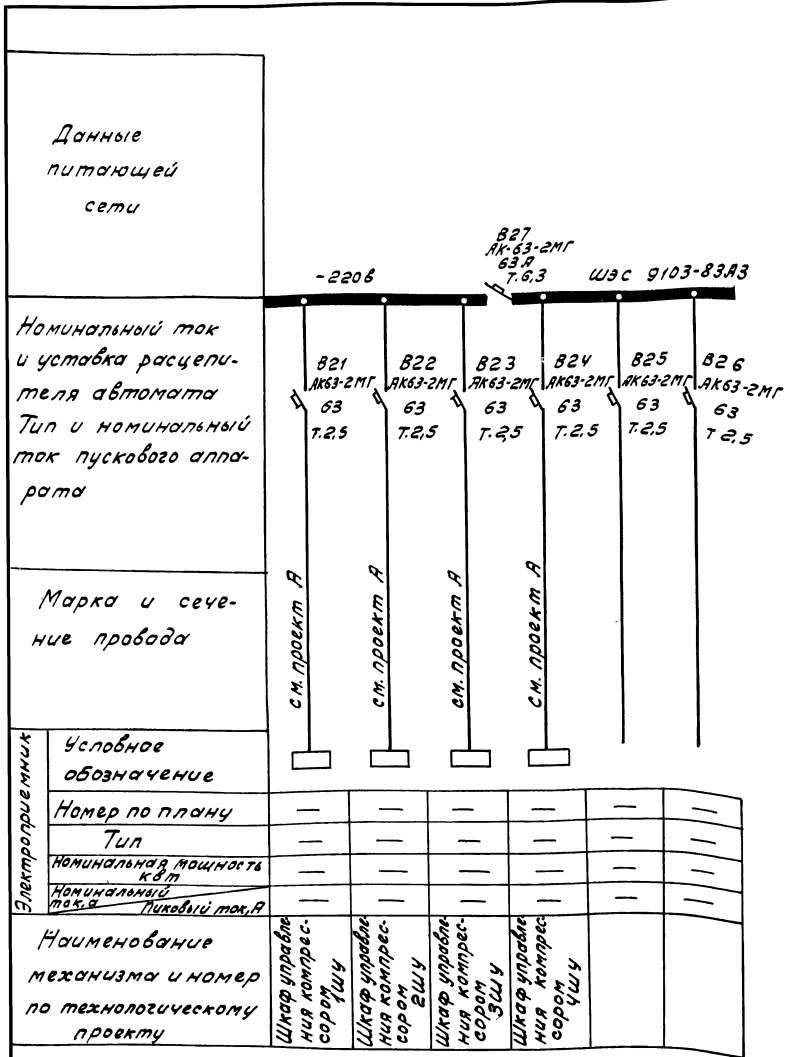 Данные
питающей
сети
-220в
В27
АК-63-2МГ
63А
Т.6,3
ШЭС 9103-83А3
Номинальный ток
и уставка расцепи-
теля автомата
Тип и номинальный
ток пускового аппа-
рата
В21
АК63-2МГ
63
Т.2,5
В22
АК63-2МГ
63
Т.2,5
В23
АК63-2МГ
63
Т.2,5
В24
АК63-2МГ
63
Т.2,5
В25
АК63-2МГ
63
Т.2,5
В26
АК63-2МГ
63
Т 2,5
Марка и сече-
ние провода
см. проект А
см. проект А
см. проект А
см. проект А
Электроприемник
Условное
обозначение
Номер по плану
— — — — — —
Тип
— — — — — —
Номинальная мощность
квт
— — — — — —
Номинальный
ток,а
Пиковый ток,А
— — — — — —
Наименование
механизма и номер
по технологическому
проекту
Шкаф управле-
ния компрес-
сором 1ШУ
Шкаф управле-
ния компрес-
сором 2ШУ
Шкаф управле-
ния компрес-
сором 3ШУ
Шкаф управле-
ния компрес-
сором 4ШУ